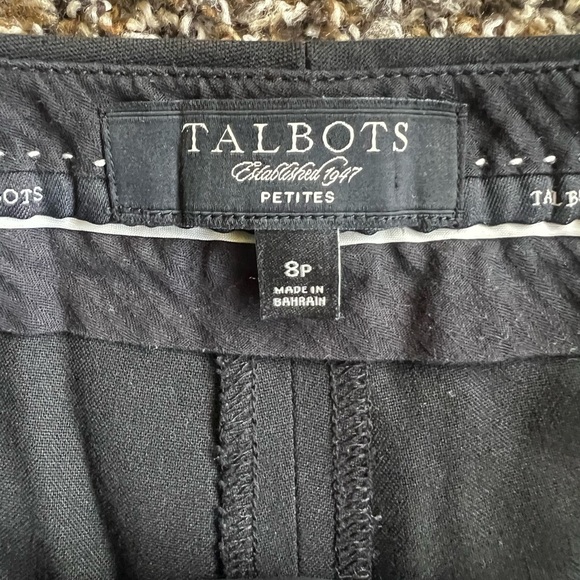 TALBOTS
Established 1947
PETITES
BOTS
TAL B
8P
MADE IN
BAHRAIN